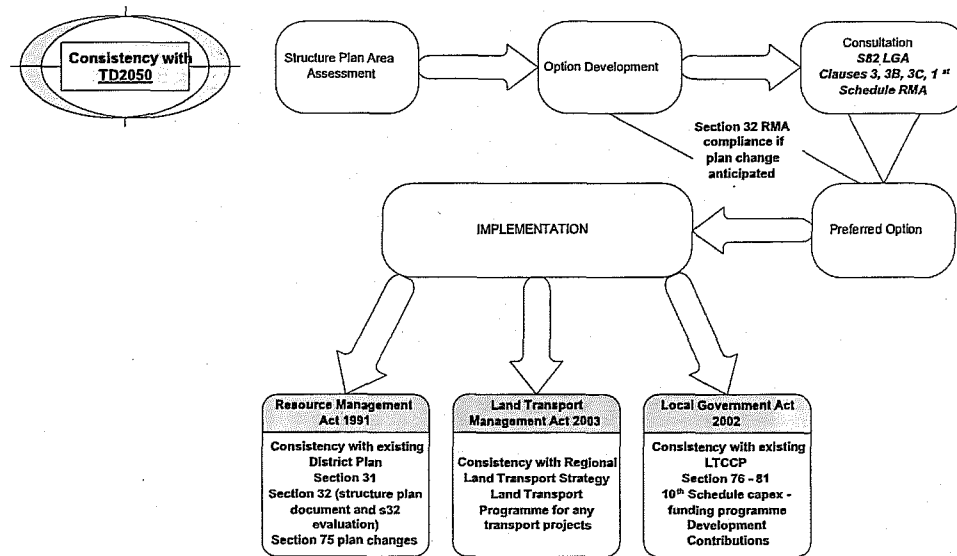 Consistency with
TD2050
Structure Plan Area
Assessment
Option Development
Consultation
S82 LGA
Clauses 3, 3B, 3C, 1 st
Schedule RMA
Section 32 RMA
compliance if
plan change
anticipated
IMPLEMENTATION
Preferred Option
Resource Management
Act 1991
Consistency with existing
District Plan
Section 31
Section 32 (structure plan
document and s32
evaluation)
Section 75 plan changes
Land Transport
Management Act 2003
Consistency with Regional
Land Transport Strategy
Land Transport
Programme for any
transport projects
Local Government Act
2002
Consistency with existing
LTCCP
Section 76 - 81
10th Schedule capex -
funding programme
Development
Contributions